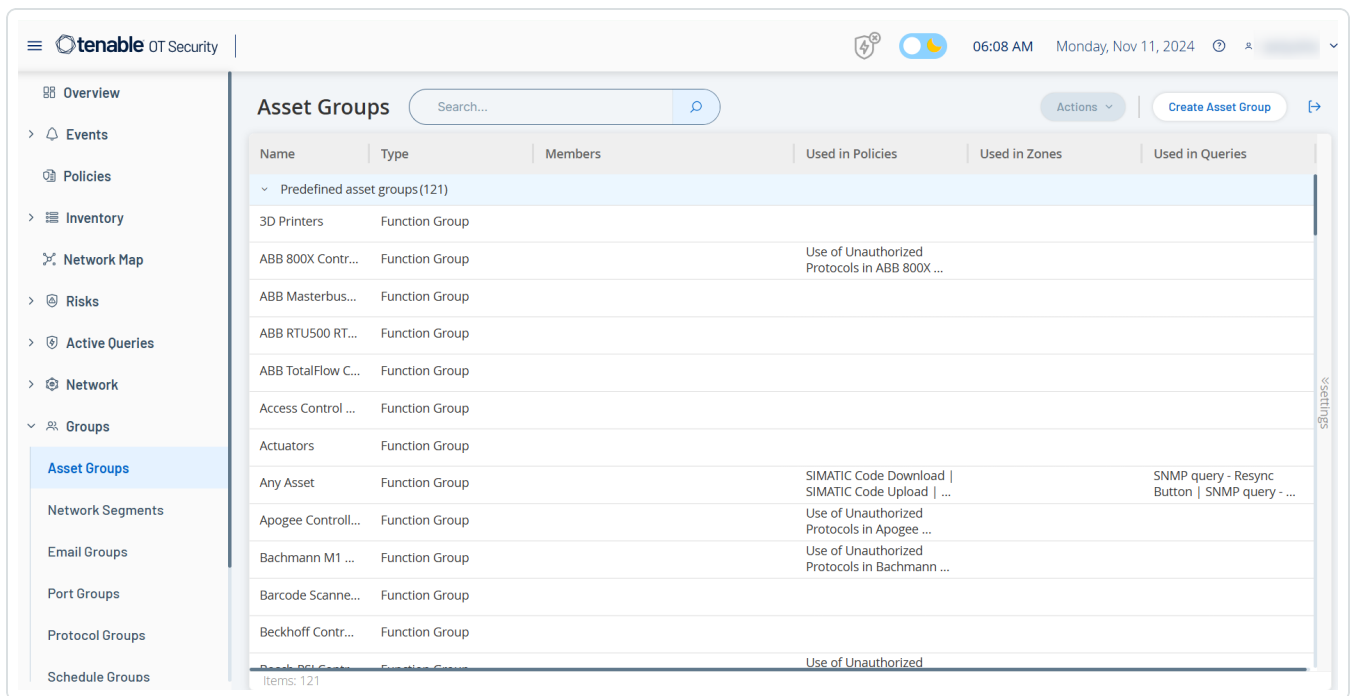 tenable OT Security
06:08 AM Monday, Nov 11, 2024
Overview
Events
Policies
Inventory
Network Map
Risks
Active Queries
Network
Groups
Asset Groups
Network Segments
Email Groups
Port Groups
Protocol Groups
Schedule Groups
Asset Groups
Search...
Actions
Create Asset Group
Name Type Members Used in Policies Used in Zones Used in Queries
Predefined asset groups (121)
3D Printers Function Group
ABB 800X Contr... Function Group Use of Unauthorized
Protocols in ABB 800X ...
ABB Masterbus... Function Group
ABB RTU500 RT... Function Group
ABB TotalFlow C... Function Group
Access Control ... Function Group
Actuators Function Group
Any Asset Function Group SIMATIC Code Download | SNMP query - Resync
SIMATIC Code Upload | ... Button | SNMP query - ...
Apogee Controll... Function Group Use of Unauthorized
Protocols in Apogee ...
Bachmann M1 ... Function Group Use of Unauthorized
Protocols in Bachmann ...
Barcode Scanne... Function Group
Beckhoff Contr... Function Group
Function Group Use of Unauthorized
Items: 121
settings